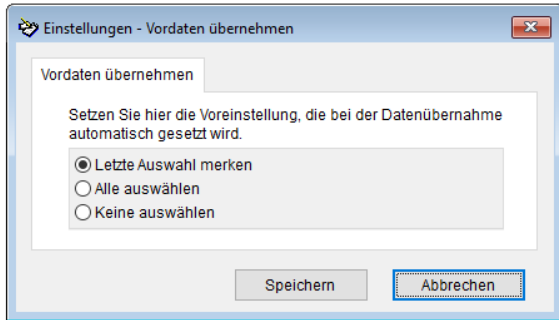 Einstellungen - Vordaten übernehmen
Vordaten übernehmen
Setzen Sie hier die Voreinstellung, die bei der Datenübernahme
automatisch gesetzt wird.
Letzte Auswahl merken
Alle auswählen
Keine auswählen
Speichern
Abbrechen